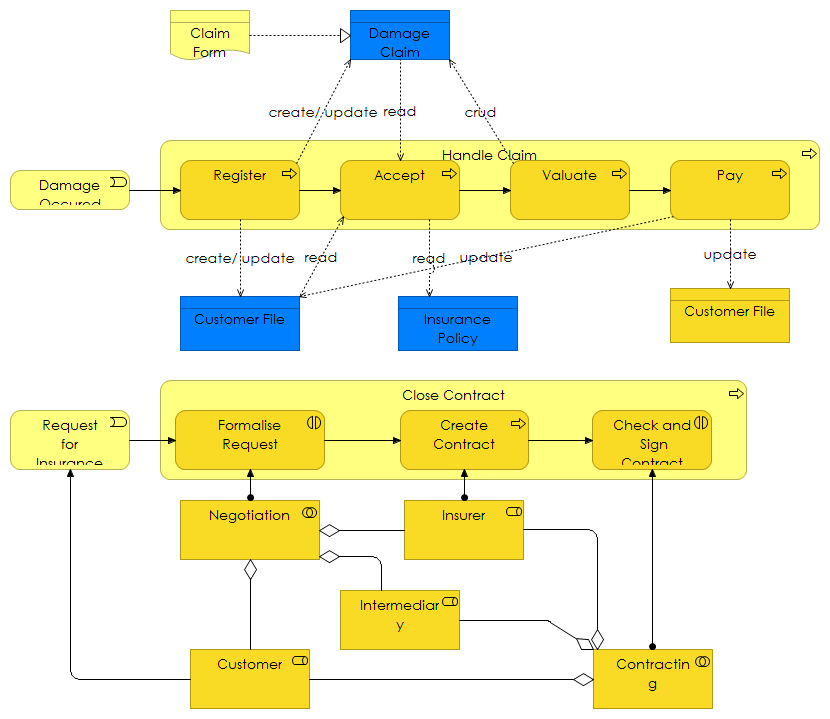 Claim
Form
Damage
Claim
create/ update
read
crud
Handle Claim
Damage
Occured
Register
Accept
Valuate
Pay
create/ update
read
read
update
update
Customer File
Insurance
Policy
Customer File
Close Contract
Request
for
Insurance
Formalise
Request
Create
Contract
Check and
Sign
Contract
Negotiation
Insurer
Intermediar
y
Customer
Contractin
g